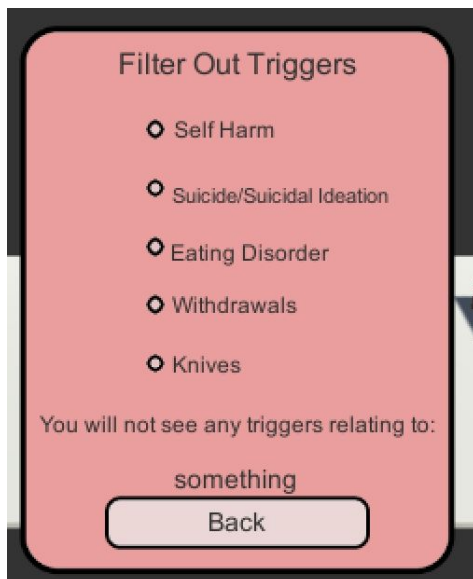 Filter Out Triggers
Self Harm
Suicide/Suicidal Ideation
Eating Disorder
Withdrawals
Knives
You will not see any triggers relating to:
something
Back